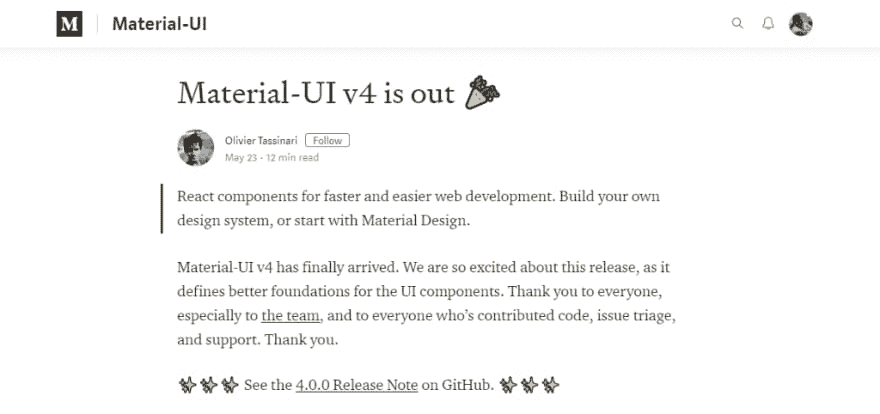 M Material-UI
Material-UI v4 is out
Olivier Tassinari Follow
May 23 · 12 min read
React components for faster and easier web development. Build your own
design system, or start with Material Design.
Material-UI v4 has finally arrived. We are so excited about this release, as it
defines better foundations for the UI components. Thank you to everyone,
especially to the team, and to everyone who's contributed code, issue triage,
and support. Thank you.
See the 4.0.0 Release Note on GitHub.